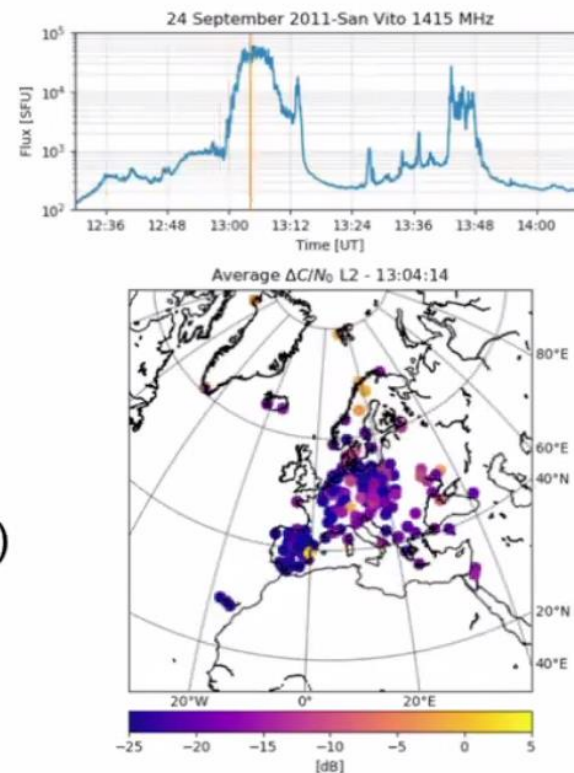 24 September 2011-San Vito 1415 MHz
Flux [SFU]
10⁵
10⁴
10³
10²
12:36 12:48 13:00 13:12 13:24 13:36 13:48 14:00
Time [UT]
Average ΔC/N₀ L2 - 13:04:14
80°E
60°E
40°N
20°N
40°E
20°W 0° 20°E
−25 −20 −15 −10 −5 0 5
[dB]
)